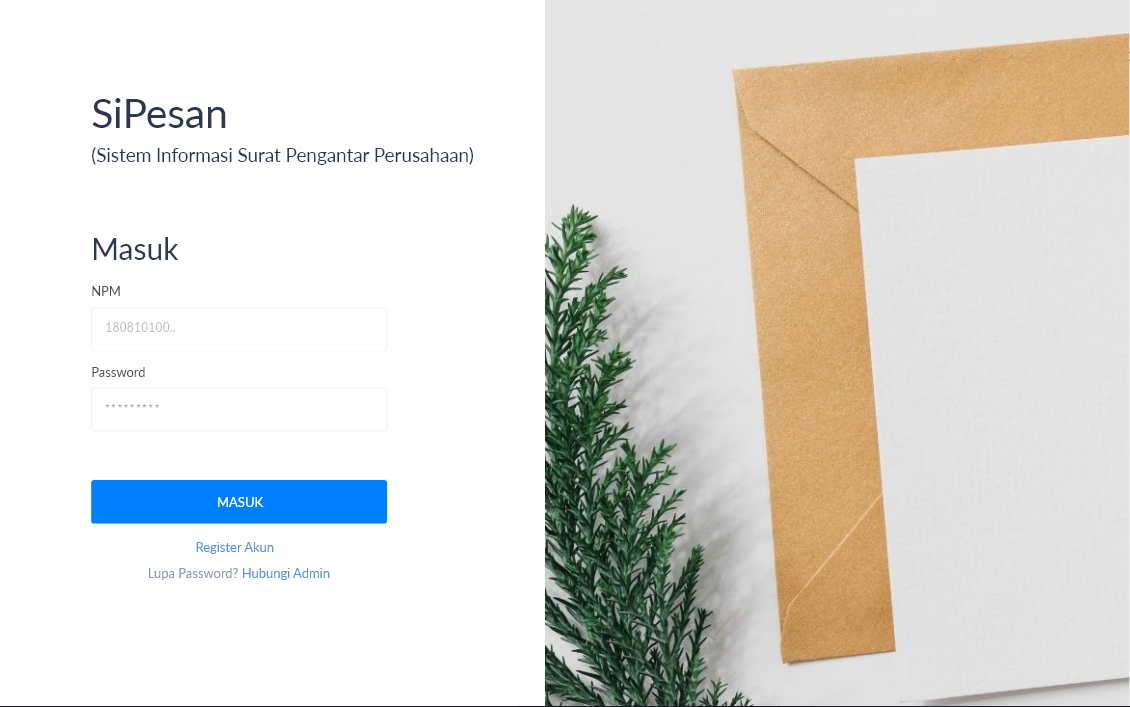 SiPesan
(Sistem Informasi Surat Pengantar Perusahaan)
Masuk
NPM
180810100..
Password
*********
MASUK
Register Akun
Lupa Password? Hubungi Admin